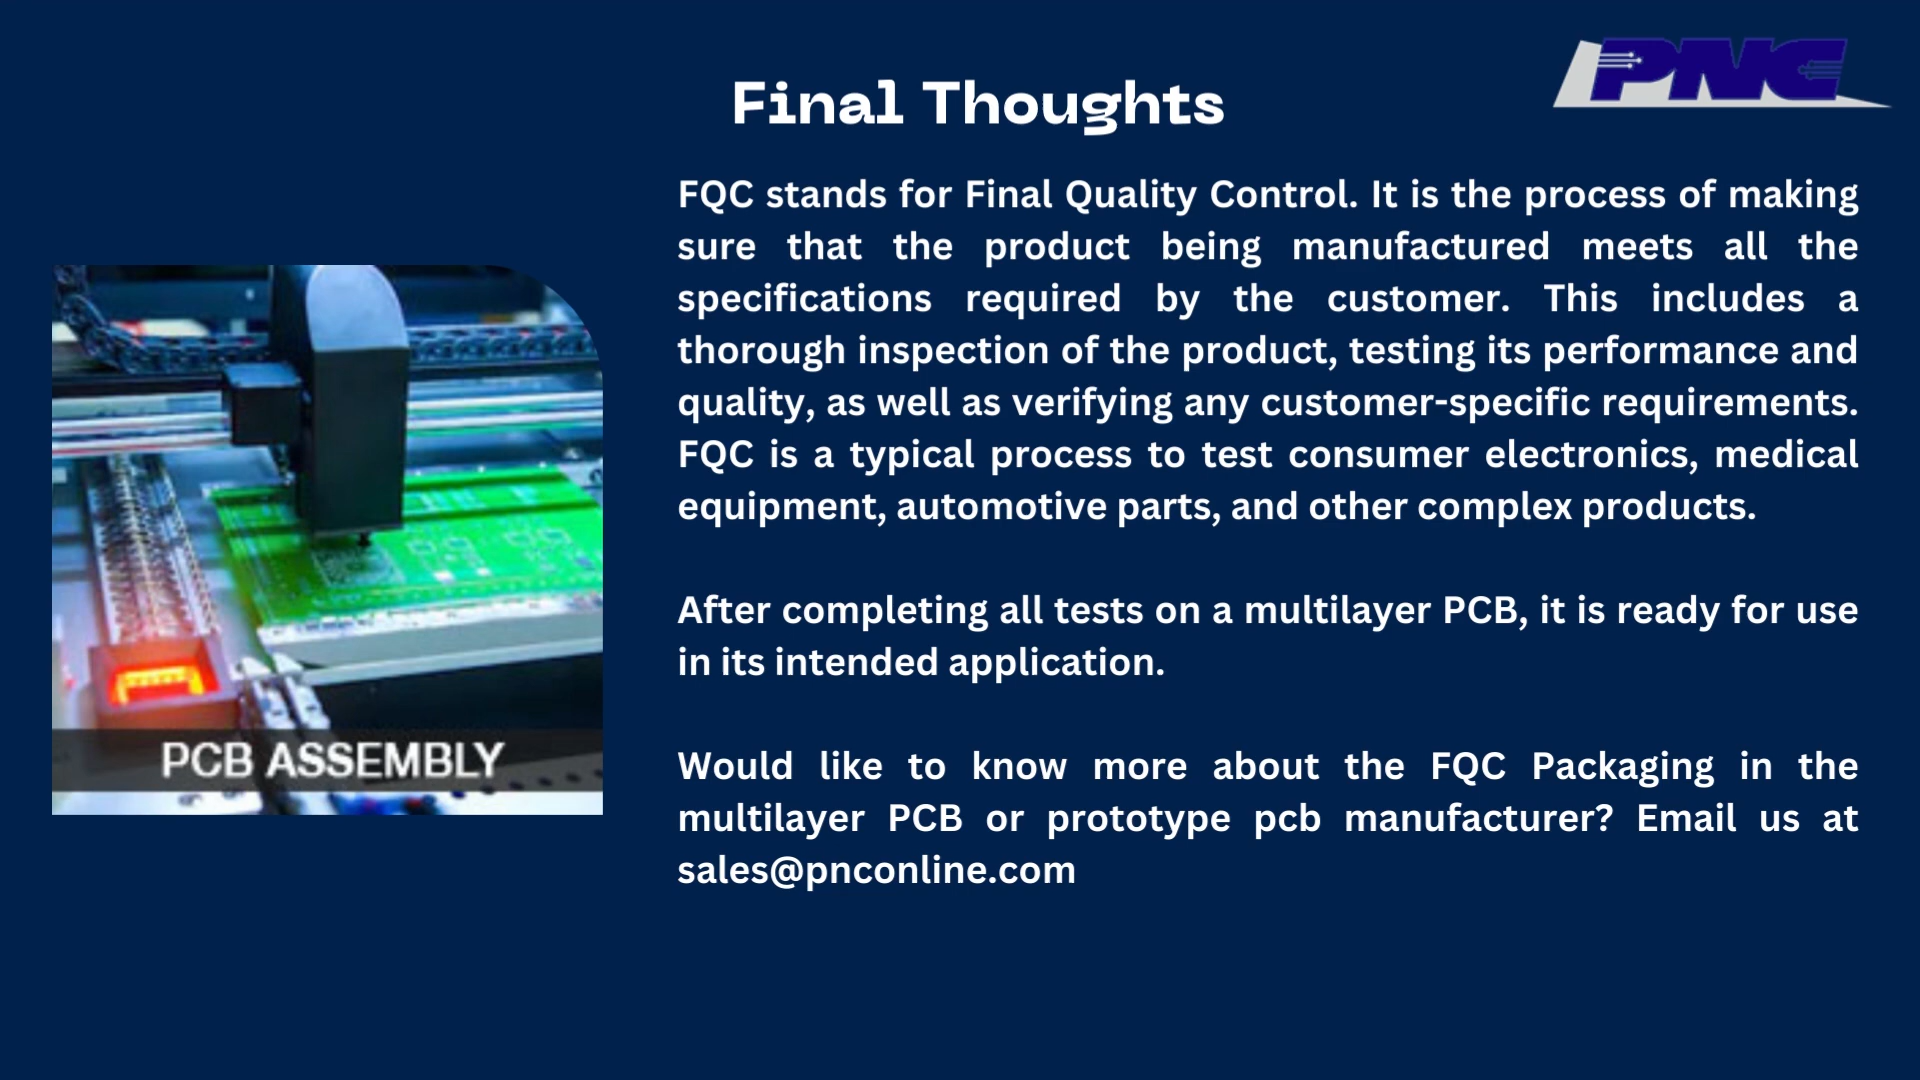 PNC
Final Thoughts
FQC stands for Final Quality Control. It is the process of making
sure that the product being manufactured meets all the
specifications required by the customer. This includes a
thorough inspection of the product, testing its performance and
quality, as well as verifying any customer-specific requirements.
FQC is a typical process to test consumer electronics, medical
equipment, automotive parts, and other complex products.
After completing all tests on a multilayer PCB, it is ready for use
in its intended application.
Would like to know more about the FQC Packaging in the
multilayer PCB or prototype pcb manufacturer? Email us at
sales@pnconline.com
PCB ASSEMBLY